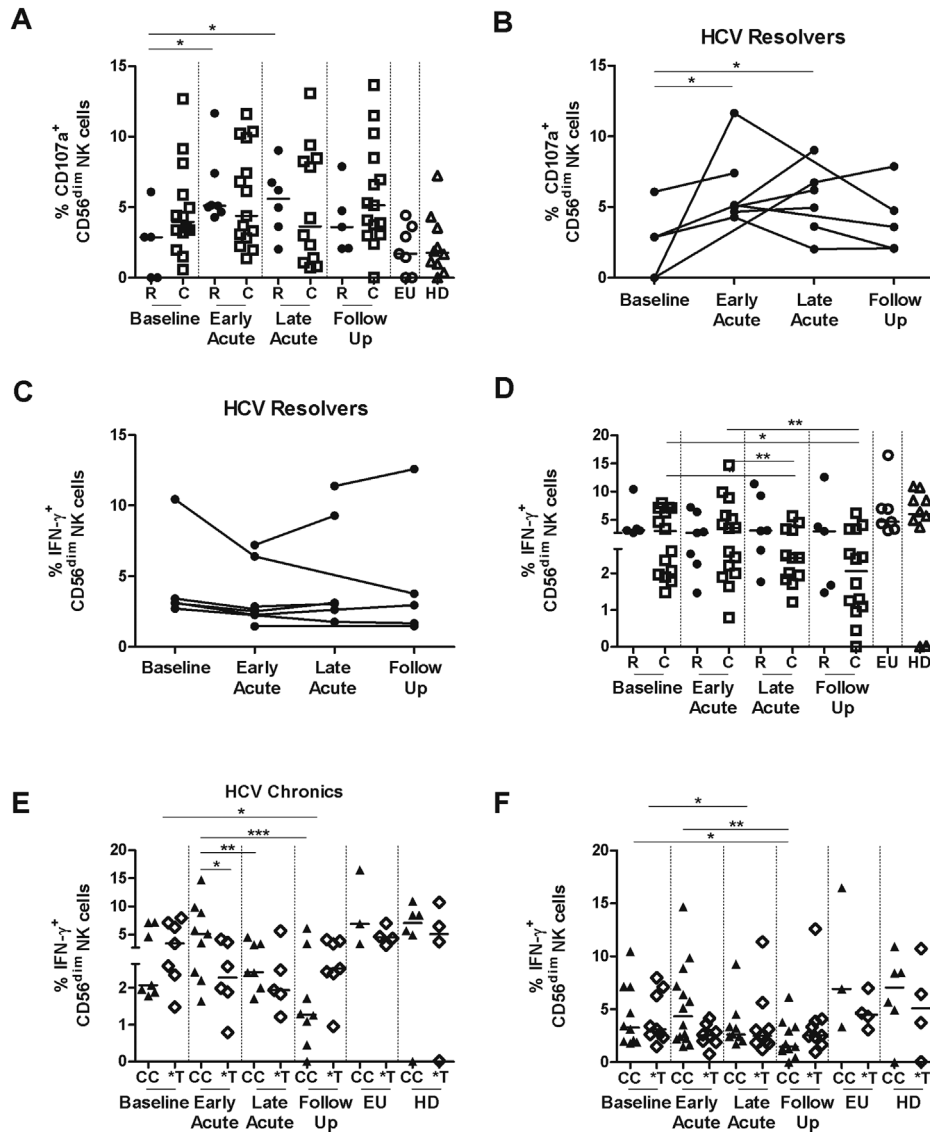 A
* *
% CD107a+
CD56dim NK cells
15
10
5
0
R C R C R C R C EU HD
Baseline Early Acute Late Acute Follow Up
B
HCV Resolvers
* *
% CD107a+
CD56dim NK cells
15
10
5
0
Baseline Early Acute Late Acute Follow Up
C
HCV Resolvers
% IFN-γ+
CD56dim NK cells
15
10
5
0
Baseline Early Acute Late Acute Follow Up
D
**
*
**
% IFN-γ+
CD56dim NK cells
20
15
10
5
2
1
0
R C R C R C R C EU HD
Baseline Early Acute Late Acute Follow Up
E
HCV Chronics
*
***
**
*
% IFN-γ+
CD56dim NK cells
20
15
10
5
2
1
0
CC *T CC *T CC *T CC *T CC *T CC *T
Baseline Early Acute Late Acute Follow Up EU HD
F
*
**
*
% IFN-γ+
CD56dim NK cells
20
15
10
5
0
CC *T CC *T CC *T CC *T CC *T CC *T
Baseline Early Acute Late Acute Follow Up EU HD